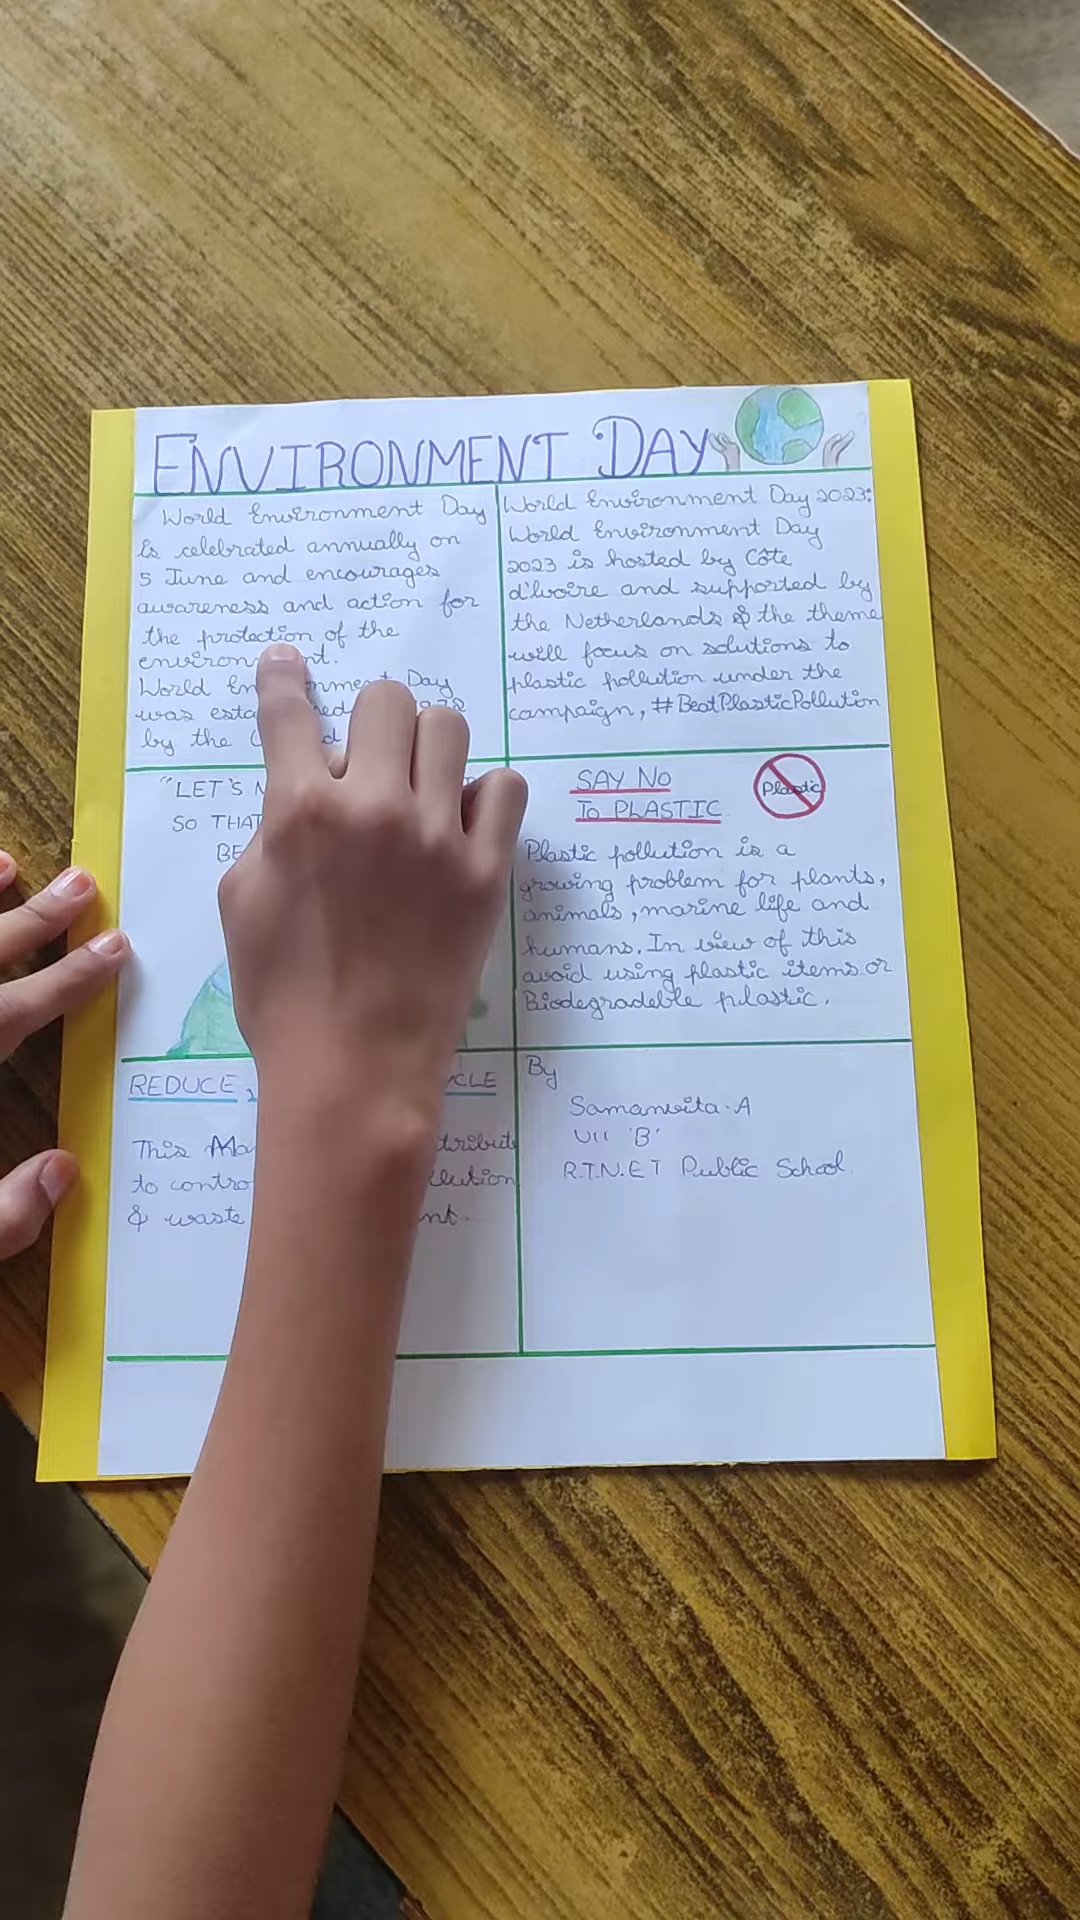 ENVIRONMENT DAY
World Environment Day
is celebrated annually on
5 June and encourages
awareness and action for
the protection of the
World Day
was
by the
World Environment Day 2023:
World Environment Day
2023 is hosted by Côte
d'Ivoire and supported by
the Netherlands & the theme
will focus on solutions to
plastic pollution under the
campaign, #BeatPlasticPollution
"LET'S
SO THAT
SAY NO
TO PLASTIC
Plastic
Plastic pollution is a
growing problem for plants,
animals, marine life and
humans. In view of this
avoid using plastic items or
Biodegradeble plastic.
REDUCE,
This
to
& waste
By
Samanvita.A
VII 'B'
R.T.N.E T Public School.